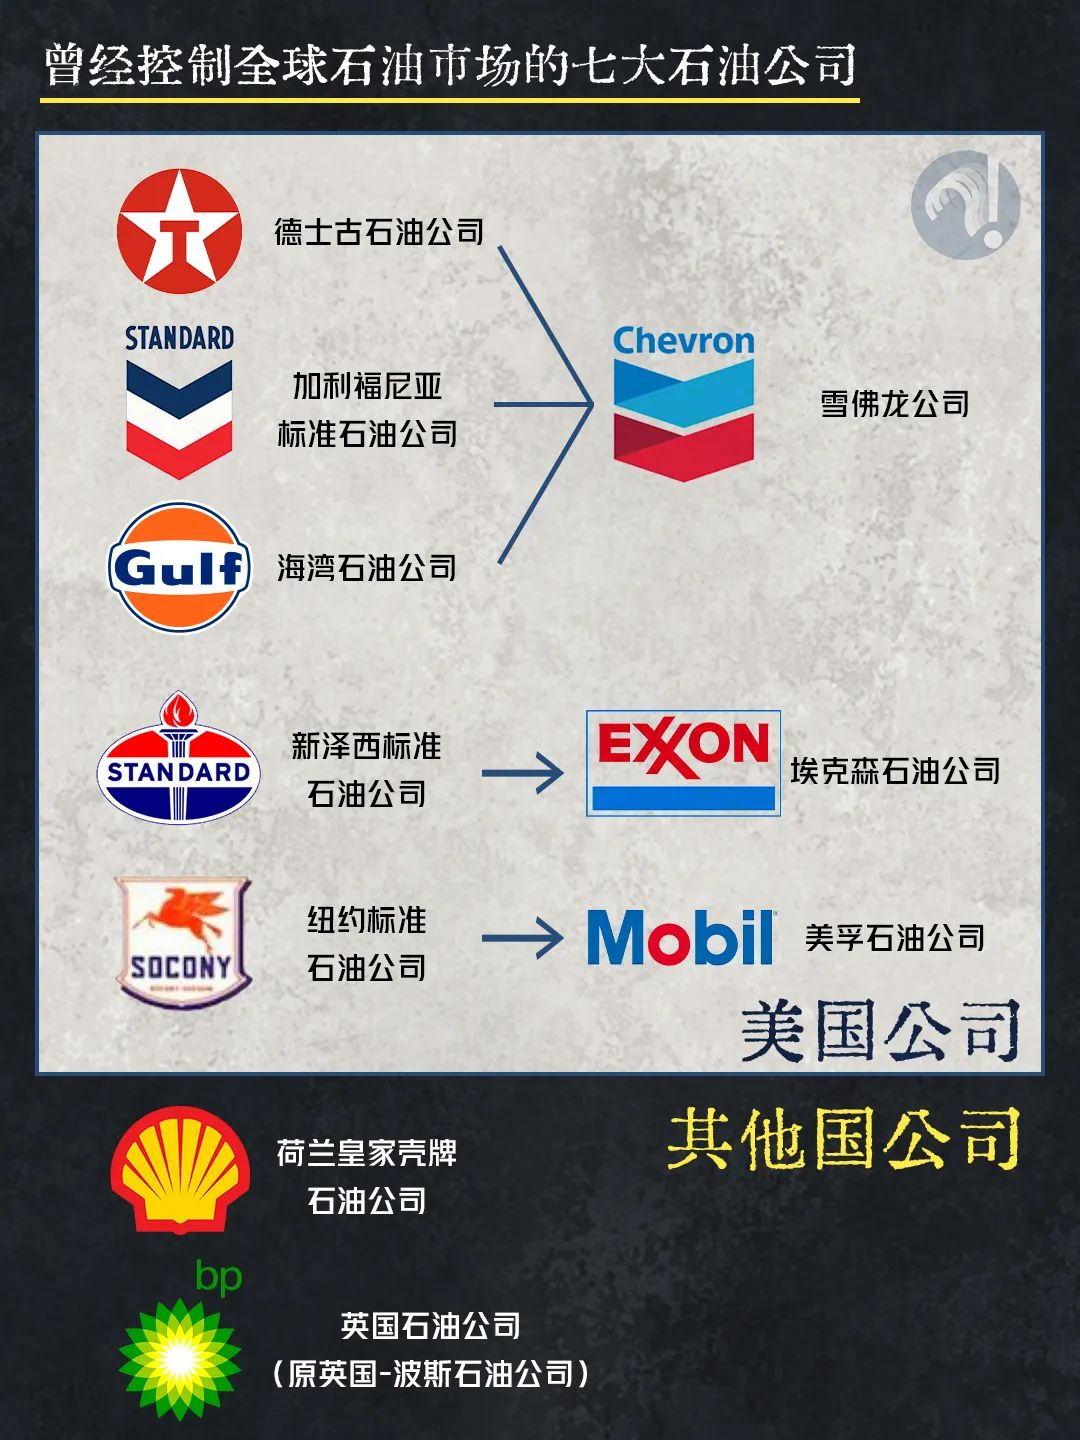 曾经控制全球石油市场的七大石油公司
T
德士古石油公司
STANDARD
加利福尼亚
标准石油公司
Chevron
雪佛龙公司
Gulf
海湾石油公司
STANDARD
新泽西标准
石油公司
EXXON
埃克森石油公司
SOCONY
纽约标准
石油公司
Mobil
美孚石油公司
美国公司
其他国公司
荷兰皇家壳牌
石油公司
bp
英国石油公司
（原英国-波斯石油公司）